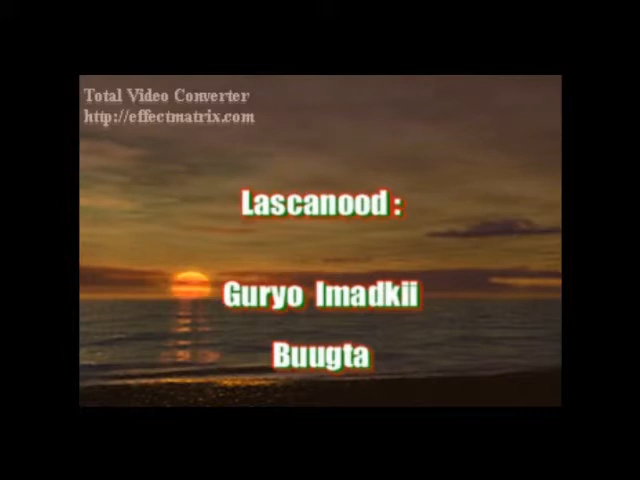 Total Video Converter
http://effectmatrix.com
Lascanood :
Guryo Imadkii
Buugta